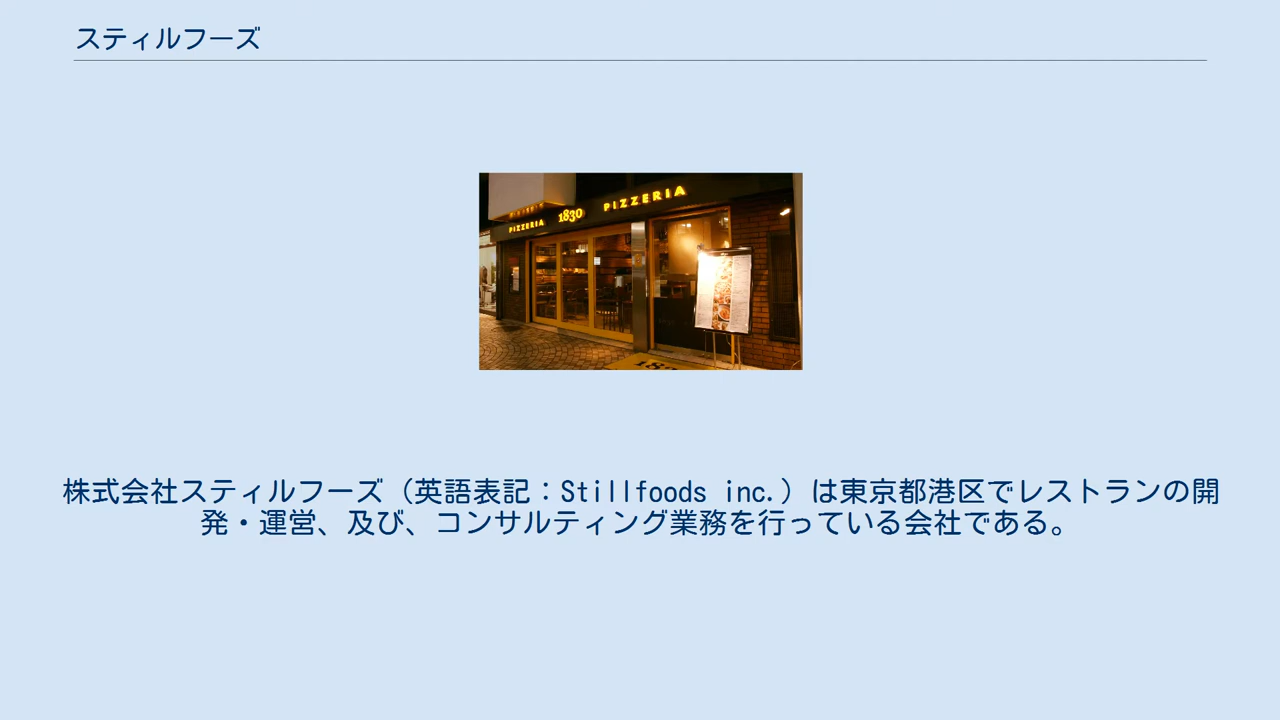 スティルフーズ
PIZZERIA 1830 PIZZERIA
株式会社スティルフーズ（英語表記：Stillfoods inc.）は東京都港区でレストランの開
発・運営、及び、コンサルティング業務を行っている会社である。